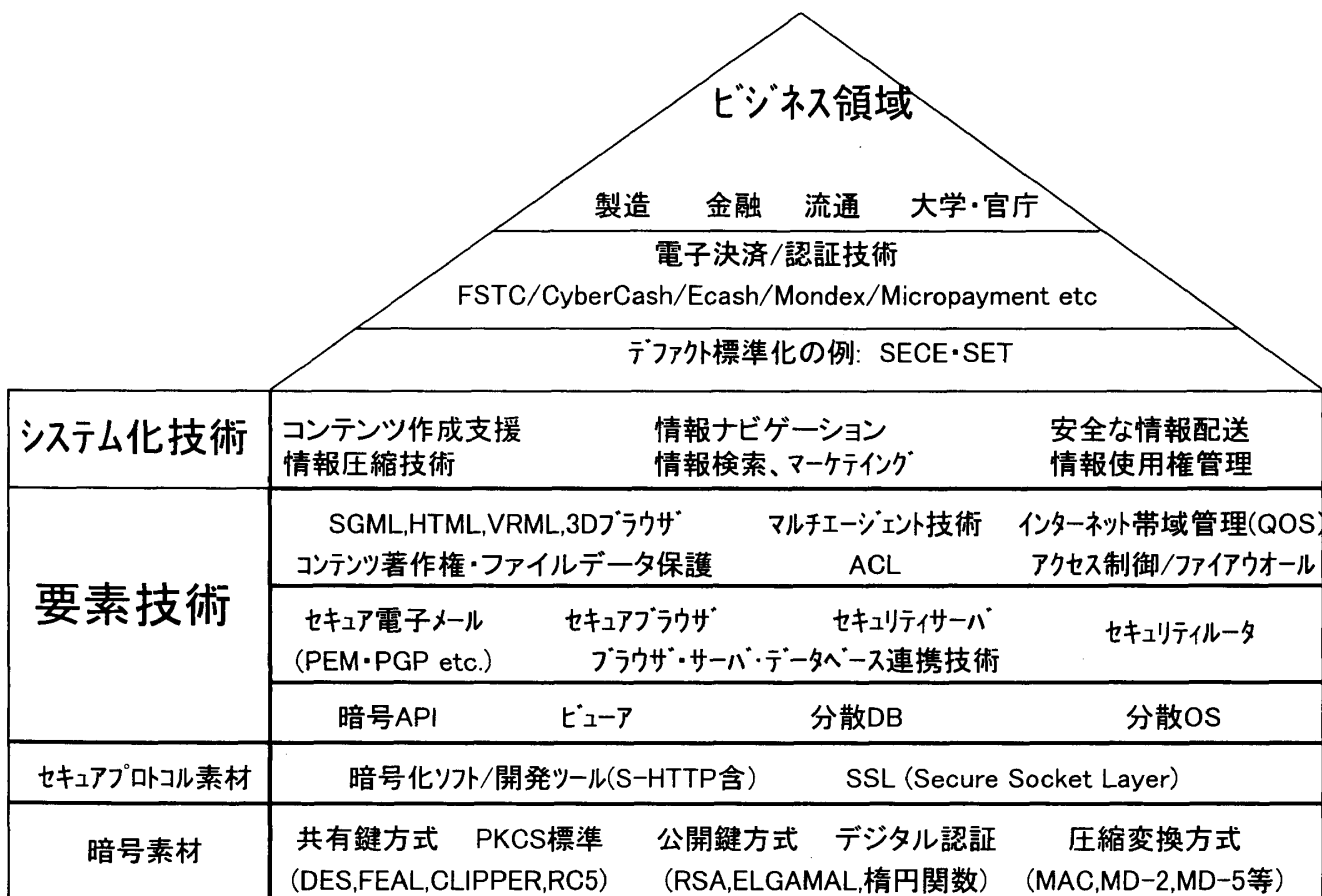 ビジネス領域
製造 金融 流通 大学・官庁
電子決済/認証技術
FSTC/CyberCash/Ecash/Mondex/Micropayment etc
デファクト標準化の例: SECE・SET
システム化技術
コンテンツ作成支援 情報ナビゲーション 安全な情報配送
情報圧縮技術 情報検索、マーケテイング 情報使用権管理
要素技術
SGML,HTML,VRML,3Dブラウザ マルチエージェント技術 インターネット帯域管理(QOS)
コンテンツ著作権・ファイルデータ保護 ACL アクセス制御/ファイアウオール
セキュア電子メール セキュアブラウザ セキュリティサーバ セキュリティルータ
(PEM・PGP etc.) ブラウザ・サーバ・データベース連携技術
暗号API ビューア 分散DB 分散OS
セキュアプロトコル素材 暗号化ソフト/開発ツール(S-HTTP含) SSL (Secure Socket Layer)
暗号素材
共有鍵方式 PKCS標準 公開鍵方式 デジタル認証 圧縮変換方式
(DES,FEAL,CLIPPER,RC5) (RSA,ELGAMAL,楕円関数) (MAC,MD-2,MD-5等)